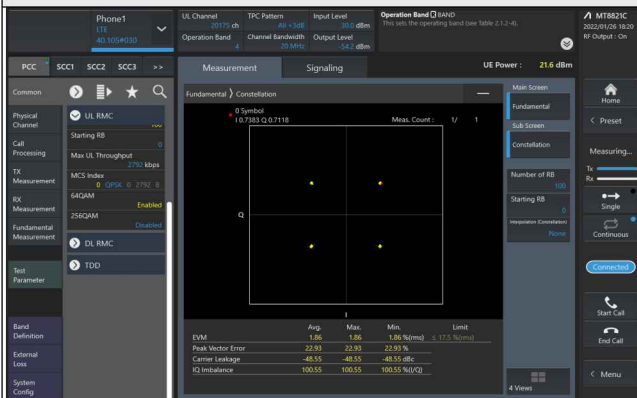 Phone1
LTE
40.105#030
UL Channel
20175 ch
TPC Pattern
All +3dB
Input Level
30.0 dBm
Operation Band
4
Channel Bandwidth
20 MHz
Output Level
-54.2 dBm
Operation Band BAND
This sets the operating band (see Table 2.1.2-4).
MT8821C
2022/01/26 18:20
RF Output : On
PCC
SCC1
SCC2
SCC3
>>
Measurement
Signaling
UE Power : 21.6 dBm
Common
Physical
Channel
Call
Processing
TX
Measurement
RX
Measurement
Fundamental
Measurement
Test
Parameter
Band
Definition
External
Loss
System
Config
UL RMC
Starting RB
0
Max UL Throughput
2792 kbps
MCS Index
0 QPSK 0 2792 B
64QAM
Enabled
256QAM
Disabled
DL RMC
TDD
Fundamental 》 Constellation
0 Symbol
I 0.7383 Q 0.7118
Meas. Count : 1/ 1
Q
I
Avg. Max. Min. Limit
EVM 1.86 1.86 1.86 %(rms) ≤ 17.5 %(rms)
Peak Vector Error 22.93 22.93 22.93 %
Carrier Leakage -48.55 -48.55 -48.55 dBc
IQ Imbalance 100.55 100.55 100.55 %(I/Q)
Main Screen
Fundamental
Sub Screen
Constellation
Number of RB
100
Starting RB
0
Interpolation (Constellation)
None
4 Views
Home
< Preset
Measuring...
Tx
Rx
Single
Continuous
Connected
Start Call
End Call
< Menu